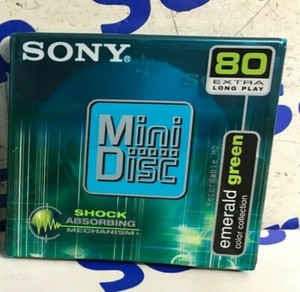 SONY®
80
EXTRA
LONG PLAY
Mini
Disc
Recordable MD
emerald green
color collection
SHOCK
ABSORBING
MECHANISM